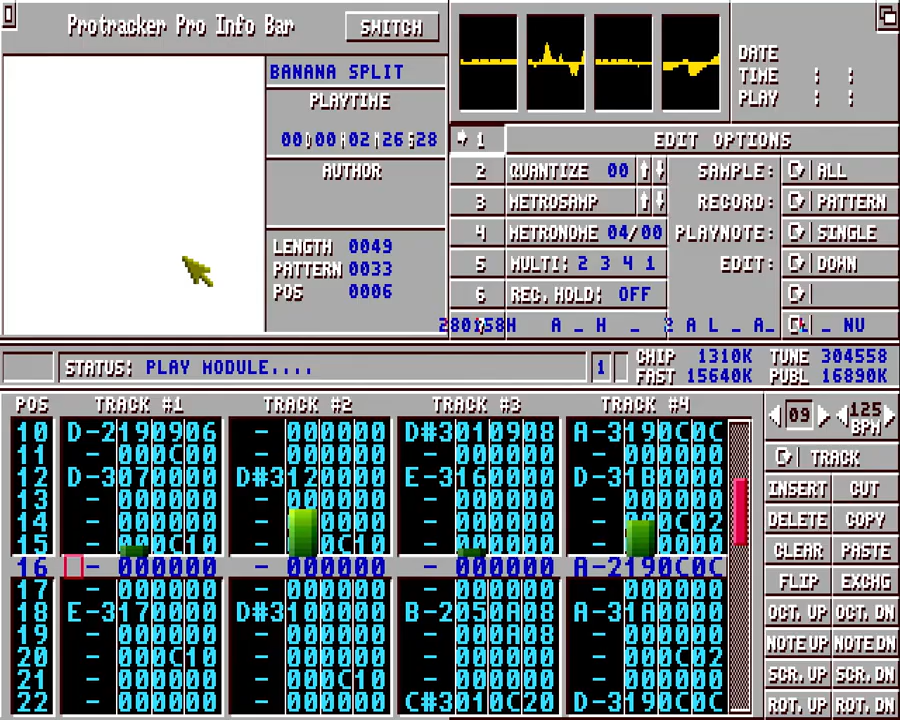 Protracker Pro Info Bar
SWITCH
BANANA SPLIT
PLAYTIME
00D00H02M26S28
AUTHOR
LENGTH 0049
PATTERN 0033
POS 0006
DATE
TIME : :
PLAY : :
1 EDIT OPTIONS
2 QUANTIZE 00 SAMPLE: ALL
3 METROSAMP RECORD: PATTERN
4 METRONOME 04/00 PLAYNOTE: SINGLE
5 MULTI: 2 3 4 1 EDIT: DOWN
6 REC. HOLD: OFF
STATUS: PLAY MODULE.... 1
CHIP 1310K TUNE 304558
FAST 15640K PUBL 16890K
POS TRACK #1 TRACK #2 TRACK #3 TRACK #4
10 D-2190906 - 000000 D#3010908 A-3190C0C
11 - 000C00 - 000000 - 000000 - 000000
12 D-3070000 D#3120000 E-3160000 D-31B0000
13 - 000000 - 000000 - 000000 - 000000
14 - 000000 - 000000 - 000000 - 000C02
15 - 000000 - 000C10 - 000000 - 000000
16 - 000000 - 000000 - 000000 A-2190C0C
17 - 000000 - 000000 - 000000 - 000000
18 E-3170000 D#3100000 B-2050A08 A-31A0000
19 - 000000 - 000000 - 000A08 - 000000
20 - 000C10 - 000000 - 000000 - 000C02
21 - 000000 - 000C10 - 000000 - 000000
22 - 000000 - 000000 C#3010C20 D-3190C0C
09 125 BPM
TRACK
INSERT CUT
DELETE COPY
CLEAR PASTE
FLIP EXCHG
OCT. UP OCT. DN
NOTE UP NOTE DN
SCR. UP SCR. DN
ROT. UP ROT. DN